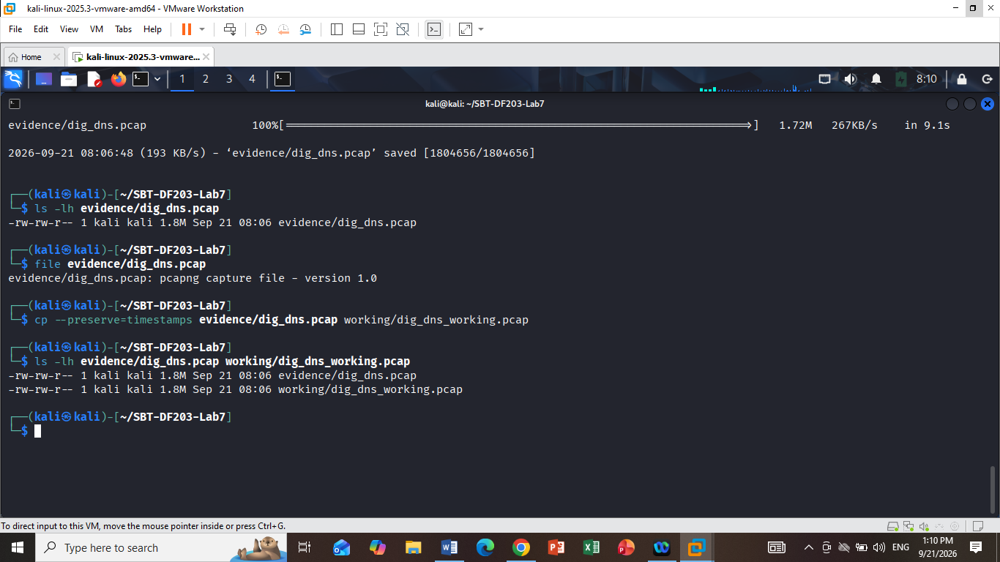 kali-linux-2025.3-vmware-amd64 - VMware Workstation
File Edit View VM Tabs Help
Home kali-linux-2025.3-vmware...
1 2 3 4 8:10
kali@kali: ~/SBT-DF203-Lab7
evidence/dig_dns.pcap 100%[===================================================================>] 1.72M 267KB/s in 9.1s
2026-09-21 08:06:48 (193 KB/s) - ‘evidence/dig_dns.pcap’ saved [1804656/1804656]
┌──(kali㉿kali)-[~/SBT-DF203-Lab7]
└─$ ls -lh evidence/dig_dns.pcap
-rw-rw-r-- 1 kali kali 1.8M Sep 21 08:06 evidence/dig_dns.pcap
┌──(kali㉿kali)-[~/SBT-DF203-Lab7]
└─$ file evidence/dig_dns.pcap
evidence/dig_dns.pcap: pcapng capture file - version 1.0
┌──(kali㉿kali)-[~/SBT-DF203-Lab7]
└─$ cp --preserve=timestamps evidence/dig_dns.pcap working/dig_dns_working.pcap
┌──(kali㉿kali)-[~/SBT-DF203-Lab7]
└─$ ls -lh evidence/dig_dns.pcap working/dig_dns_working.pcap
-rw-rw-r-- 1 kali kali 1.8M Sep 21 08:06 evidence/dig_dns.pcap
-rw-rw-r-- 1 kali kali 1.8M Sep 21 08:06 working/dig_dns_working.pcap
┌──(kali㉿kali)-[~/SBT-DF203-Lab7]
└─$
To direct input to this VM, move the mouse pointer inside or press Ctrl+G.
Type here to search
ENG
1:10 PM
9/21/2026